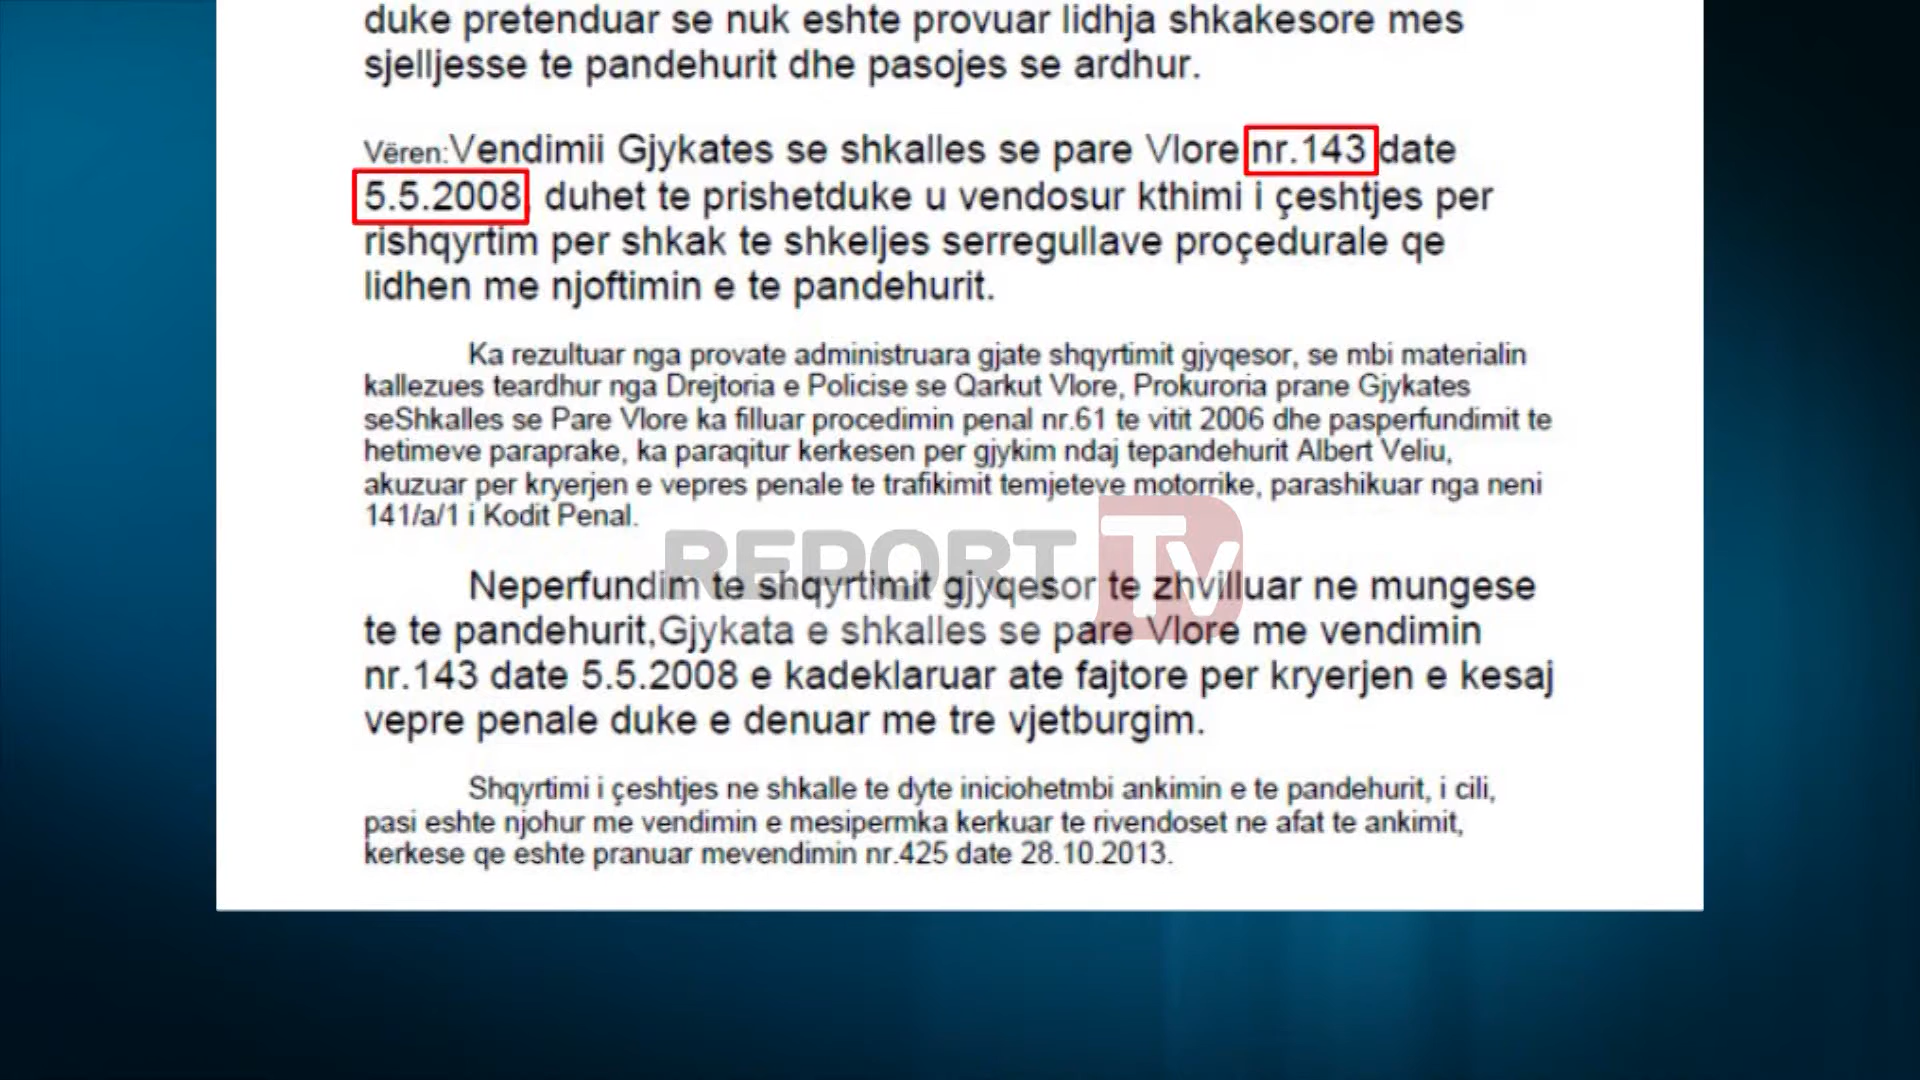 duke pretenduar se nuk eshte provuar lidhja shkakesore mes
sjelljesse te pandehurit dhe pasojes se ardhur.
Vëren:Vendimii Gjykates se shkalles se pare Vlore nr.143 date
5.5.2008, duhet te prishetduke u vendosur kthimi i çeshtjes per
rishqyrtim per shkak te shkeljes serregullave proçedurale qe
lidhen me njoftimin e te pandehurit.
Ka rezultuar nga provate administruara gjate shqyrtimit gjyqesor, se mbi materialin
kallezues teardhur nga Drejtoria e Policise se Qarkut Vlore, Prokuroria prane Gjykates
seShkalles se Pare Vlore ka filluar procedimin penal nr.61 te vitit 2006 dhe pasperfundimit te
hetimeve paraprake, ka paraqitur kerkesen per gjykim ndaj tepandehurit Albert Veliu,
akuzuar per kryerjen e vepres penale te trafikimit temjeteve motorrike, parashikuar nga neni
141/a/1 i Kodit Penal.
REPORT Tv
Neperfundim te shqyrtimit gjyqesor te zhvilluar ne mungese
te te pandehurit,Gjykata e shkalles se pare Vlore me vendimin
nr.143 date 5.5.2008 e kadeklaruar ate fajtore per kryerjen e kesaj
vepre penale duke e denuar me tre vjetburgim.
Shqyrtimi i çeshtjes ne shkalle te dyte iniciohetmbi ankimin e te pandehurit, i cili,
pasi eshte njohur me vendimin e mesipermka kerkuar te rivendoset ne afat te ankimit,
kerkese qe eshte pranuar mevendimin nr.425 date 28.10.2013.